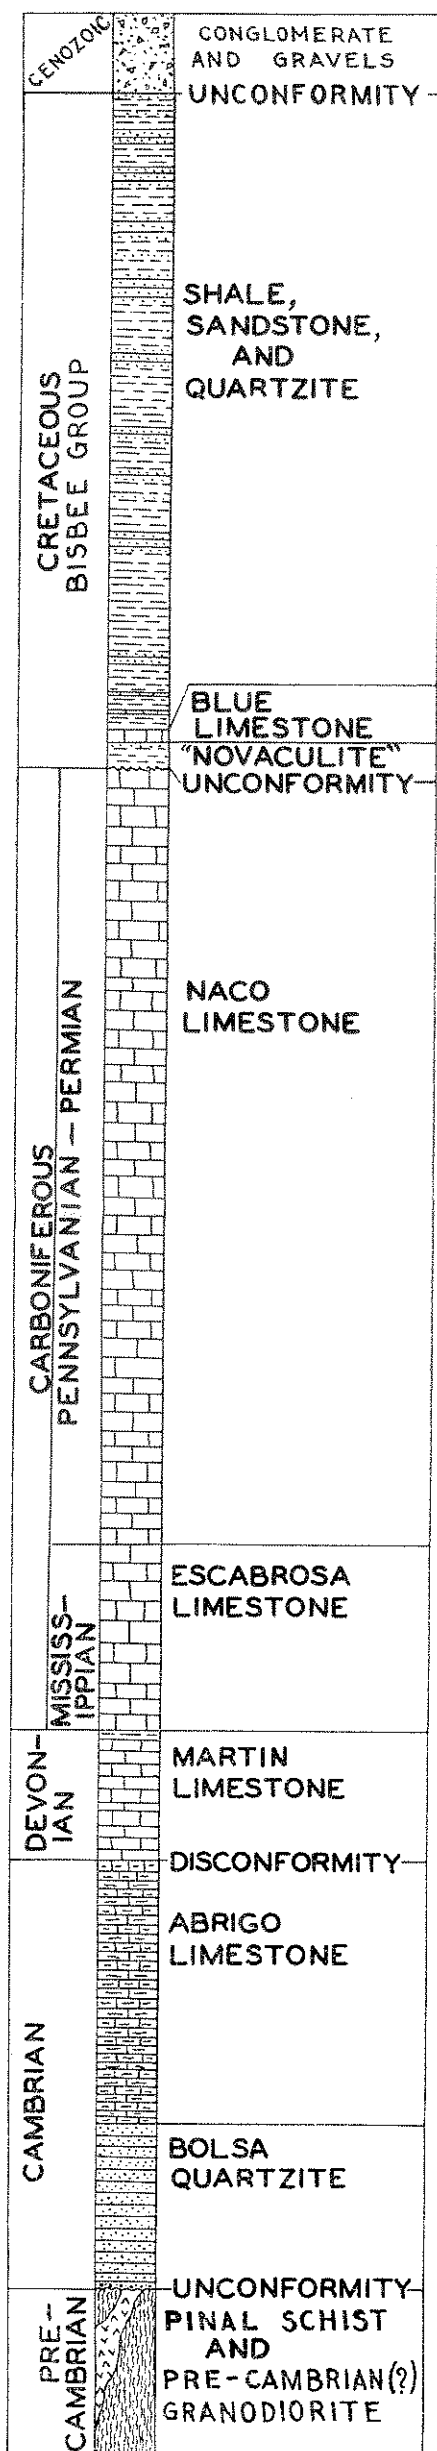 CENOZOIC
CONGLOMERATE
AND GRAVELS
UNCONFORMITY
CRETACEOUS
BISBEE GROUP
SHALE,
SANDSTONE,
AND
QUARTZITE
BLUE
LIMESTONE
"NOVACULITE"
UNCONFORMITY
CARBONIFEROUS
PENNSYLVANIAN – PERMIAN
NACO
LIMESTONE
MISSISS-
IPPIAN
ESCABROSA
LIMESTONE
DEVON-
IAN
MARTIN
LIMESTONE
DISCONFORMITY
CAMBRIAN
ABRIGO
LIMESTONE
BOLSA
QUARTZITE
UNCONFORMITY
PRE-
CAMBRIAN
PINAL SCHIST
AND
PRE-CAMBRIAN(?)
GRANODIORITE